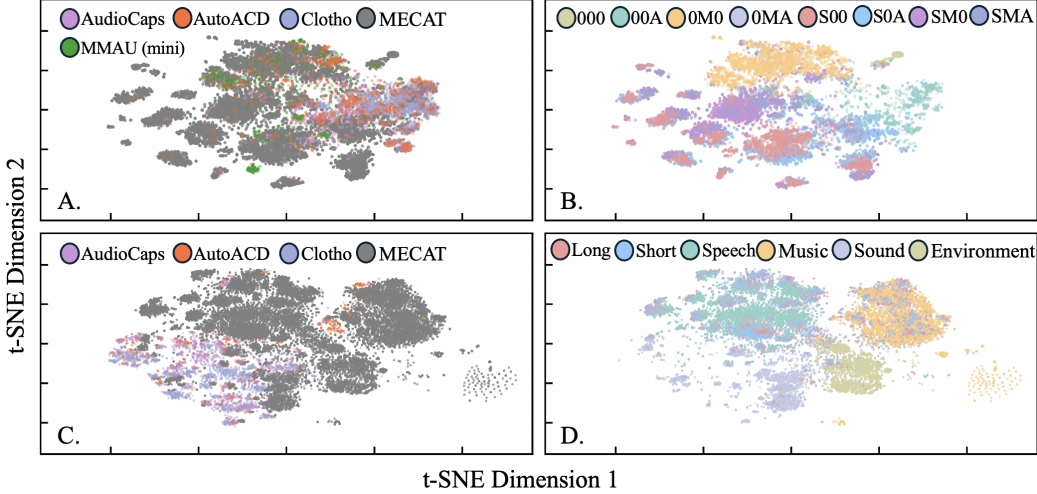 AudioCaps AutoACD Clotho MECAT
MMAU (mini)
A.
000 00A 0M0 0MA S00 S0A SM0 SMA
B.
AudioCaps AutoACD Clotho MECAT
C.
Long Short Speech Music Sound Environment
D.
t-SNE Dimension 2
t-SNE Dimension 1